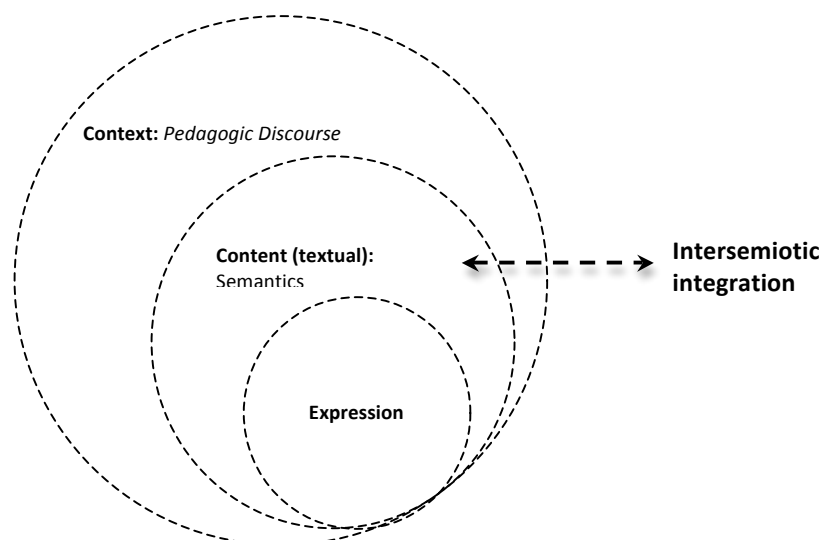 Context: Pedagogic Discourse
Content (textual):
Semantics
Intersemiotic
integration
Expression